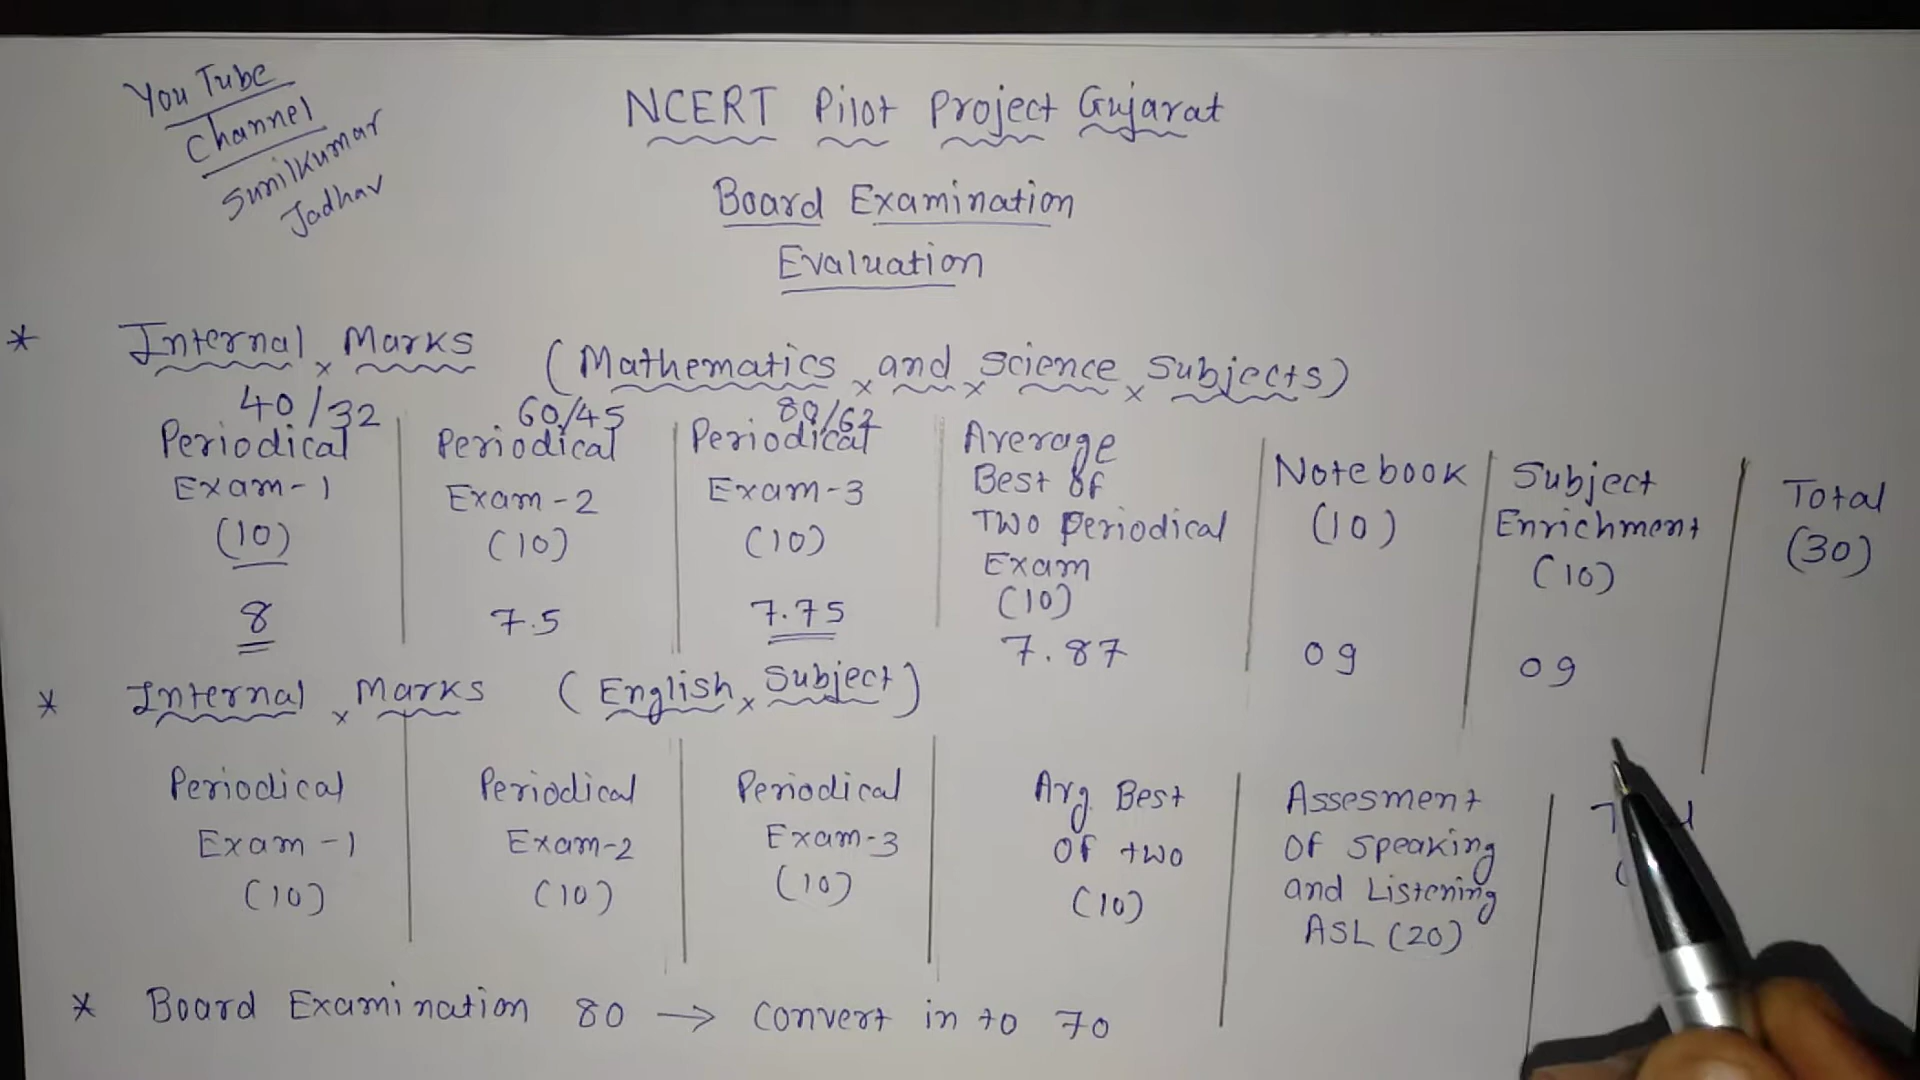 YouTube
Channel
Sunilkumar
Jadhav
NCERT Pilot Project Gujarat
Board Examination
Evaluation
* Internal Marks (Mathematics and Science Subjects)
40/32
Periodical
Exam-1
(10)
8
60/45
Periodical
Exam-2
(10)
7.5
80/62
Periodical
Exam-3
(10)
7.75
Average
Best of
Two Periodical
Exam
(10)
7.87
Notebook
(10)
09
Subject
Enrichment
(10)
09
Total
(30)
* Internal Marks (English Subject)
Periodical
Exam-1
(10)
Periodical
Exam-2
(10)
Periodical
Exam-3
(10)
Avg Best
Of two
(10)
Assesment
Of Speaking
and Listening
ASL (20)
* Board Examination 80 → Convert in to 70